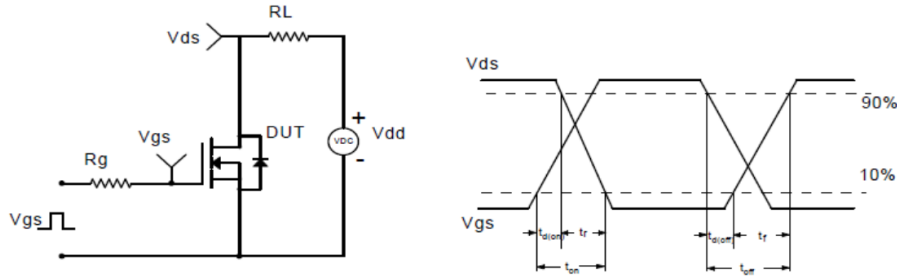 RL
Vds
Vgs
DUT
VDC
+
-
Vdd
Rg
Vgs
Vds
90%
10%
Vgs
td(on)
tr
td(off)
tf
ton
toff